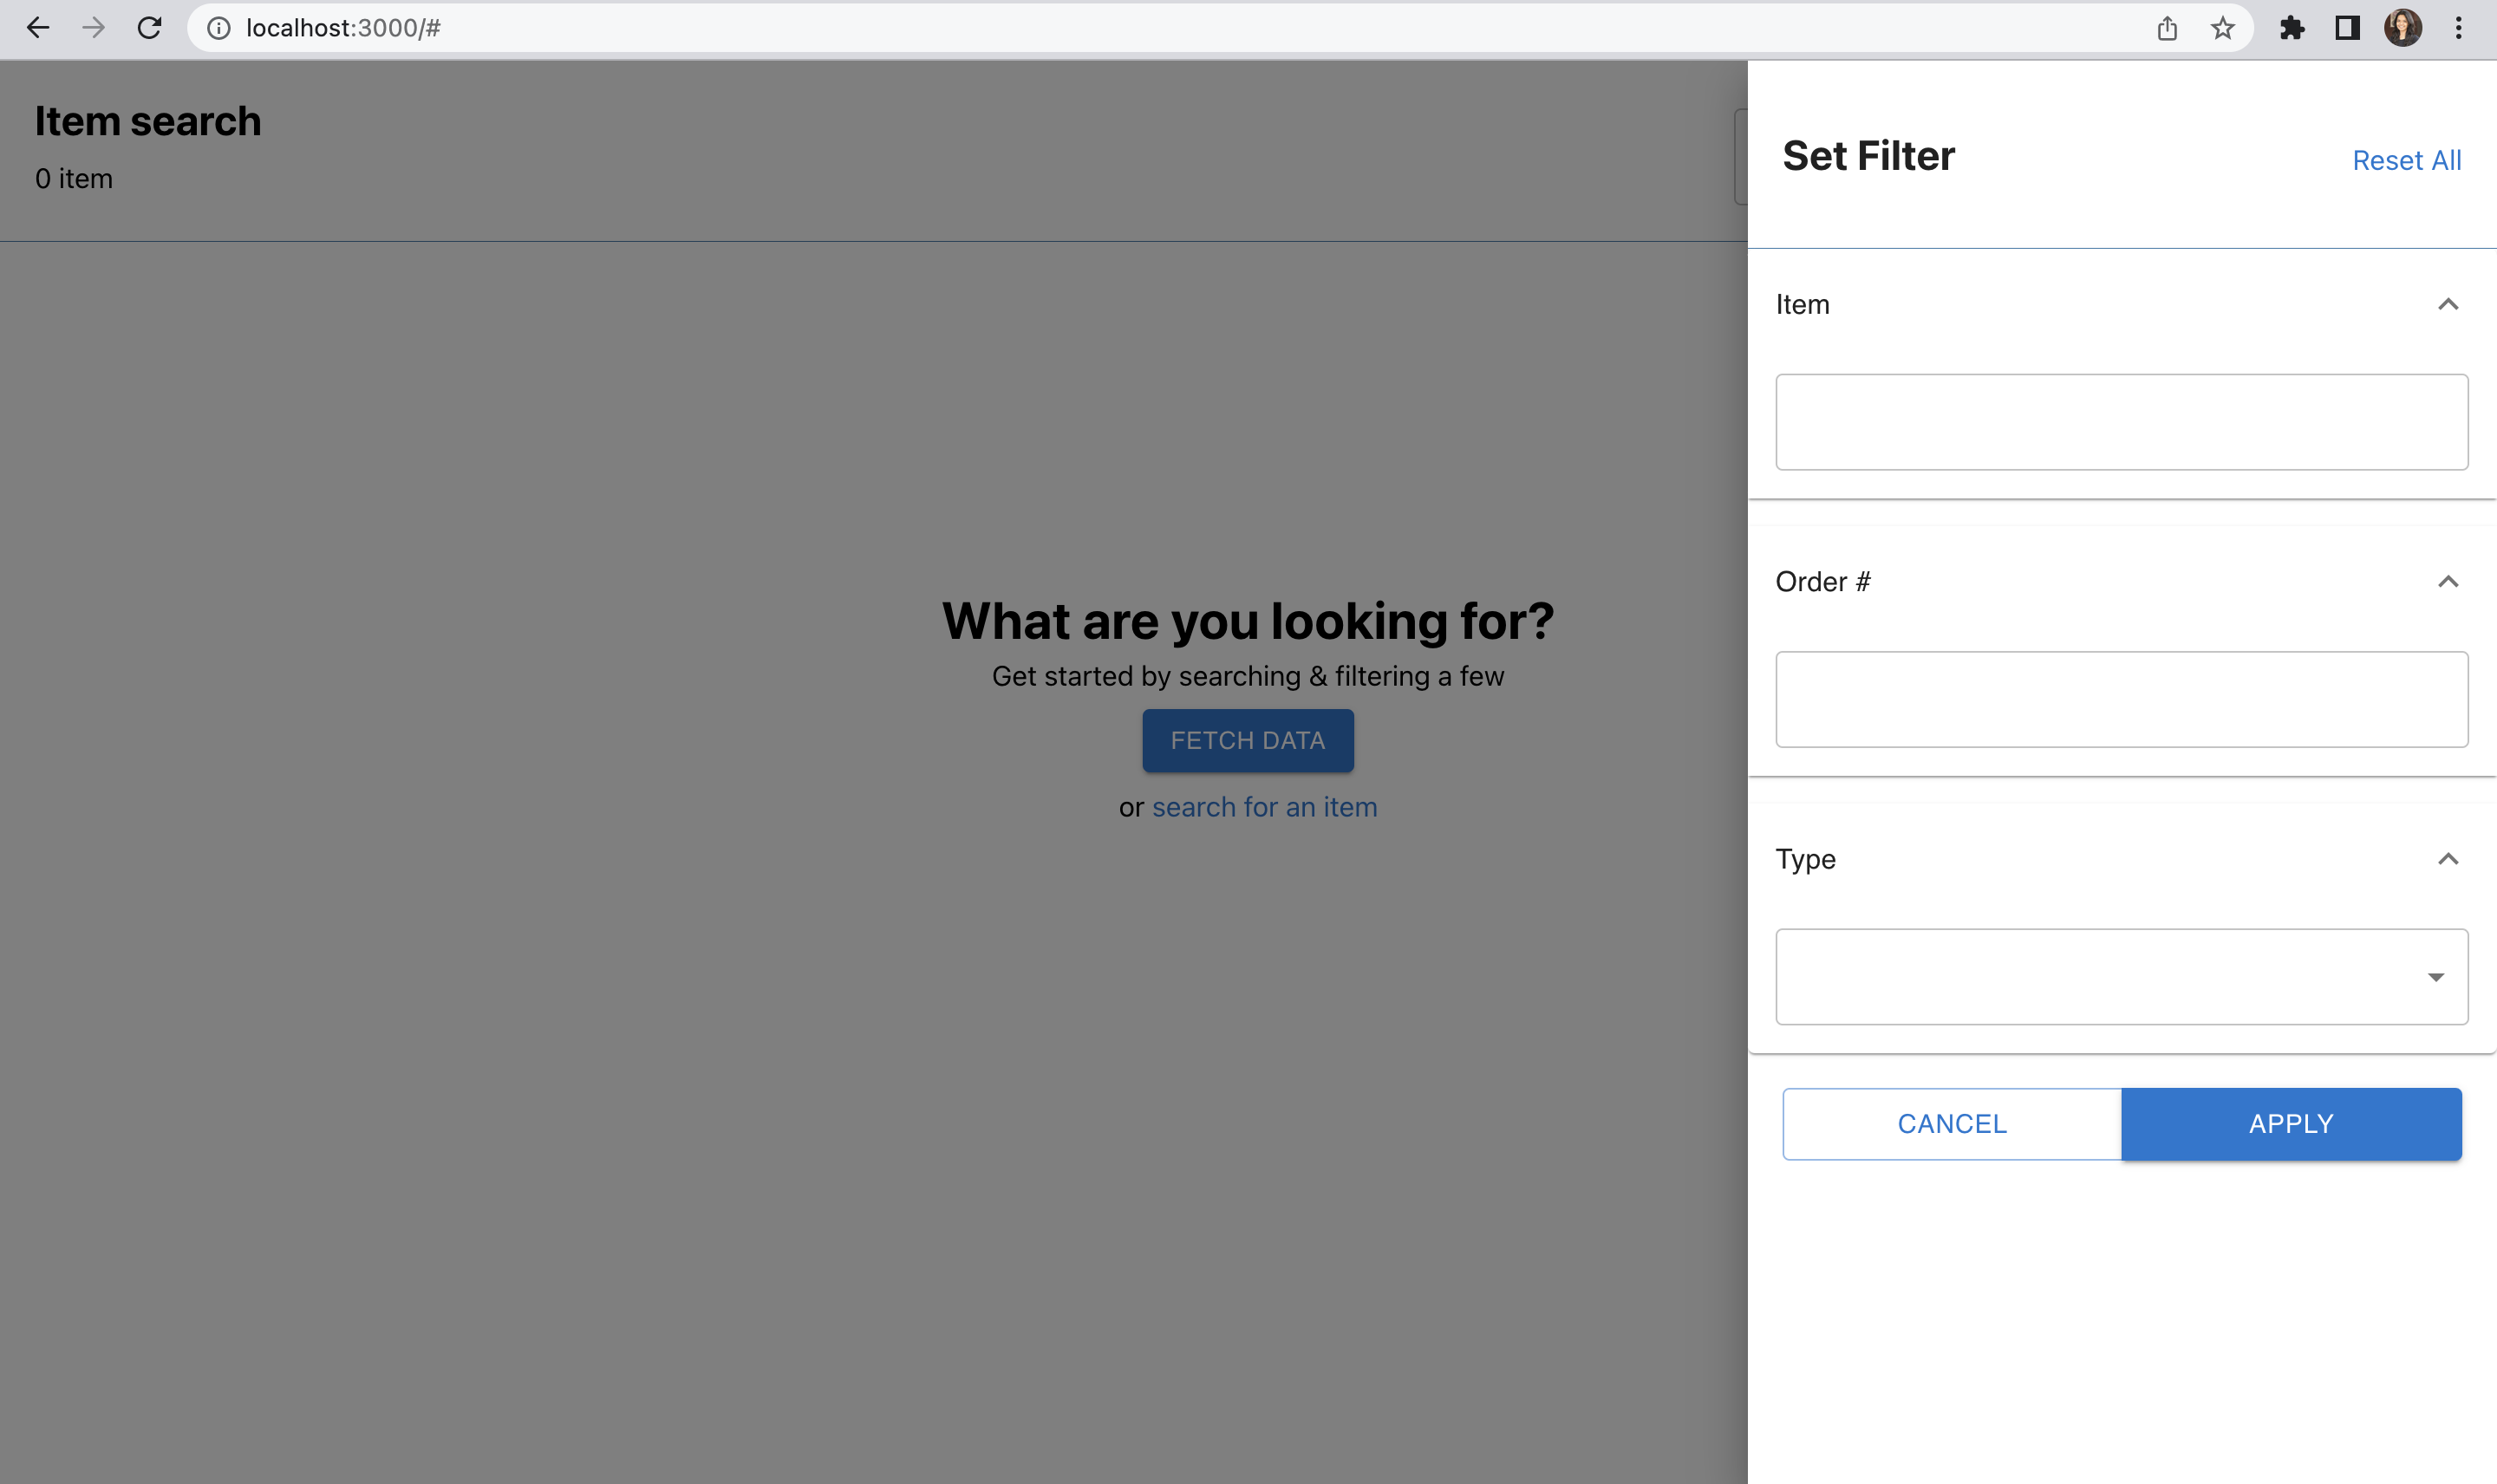 localhost:3000/#
Item search
0 item
What are you looking for?
Get started by searching & filtering a few
FETCH DATA
or search for an item
Set Filter
Reset All
Item
Order #
Type
CANCEL
APPLY